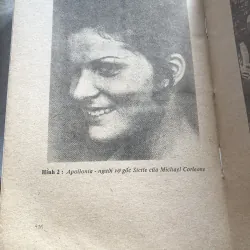 Hình 2 : Apollonia - người vợ gốc Sicile của Michael Corleone